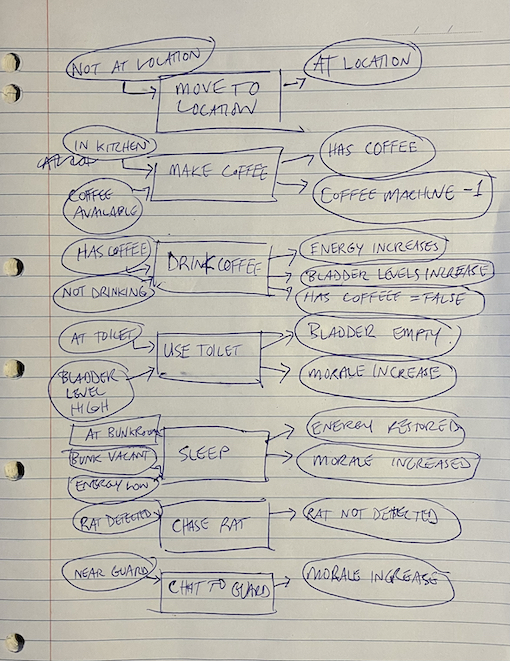 NOT AT LOCATION
MOVE TO
LOCATION
AT LOCATION
IN KITCHEN
COFFEE
AVAILABLE
MAKE COFFEE
HAS COFFEE
COFFEE MACHINE -1
HAS COFFEE
NOT DRINKING
DRINK COFFEE
ENERGY INCREASES
BLADDER LEVELS INCREASE
HAS COFFEEE = FALSE
AT TOILET
BLADDER
LEVEL
HIGH
USE TOILET
BLADDER EMPTY.
MORALE INCREASE
AT BUNKROOM
BUNK VACANT
ENERGY LOW
SLEEP
ENERGY RESTORED
MORALE INCREASED
RAT DETECTED
CHASE RAT
RAT NOT DETECTED
NEAR GUARD
CHAT TO GUARD
MORALE INCREASE